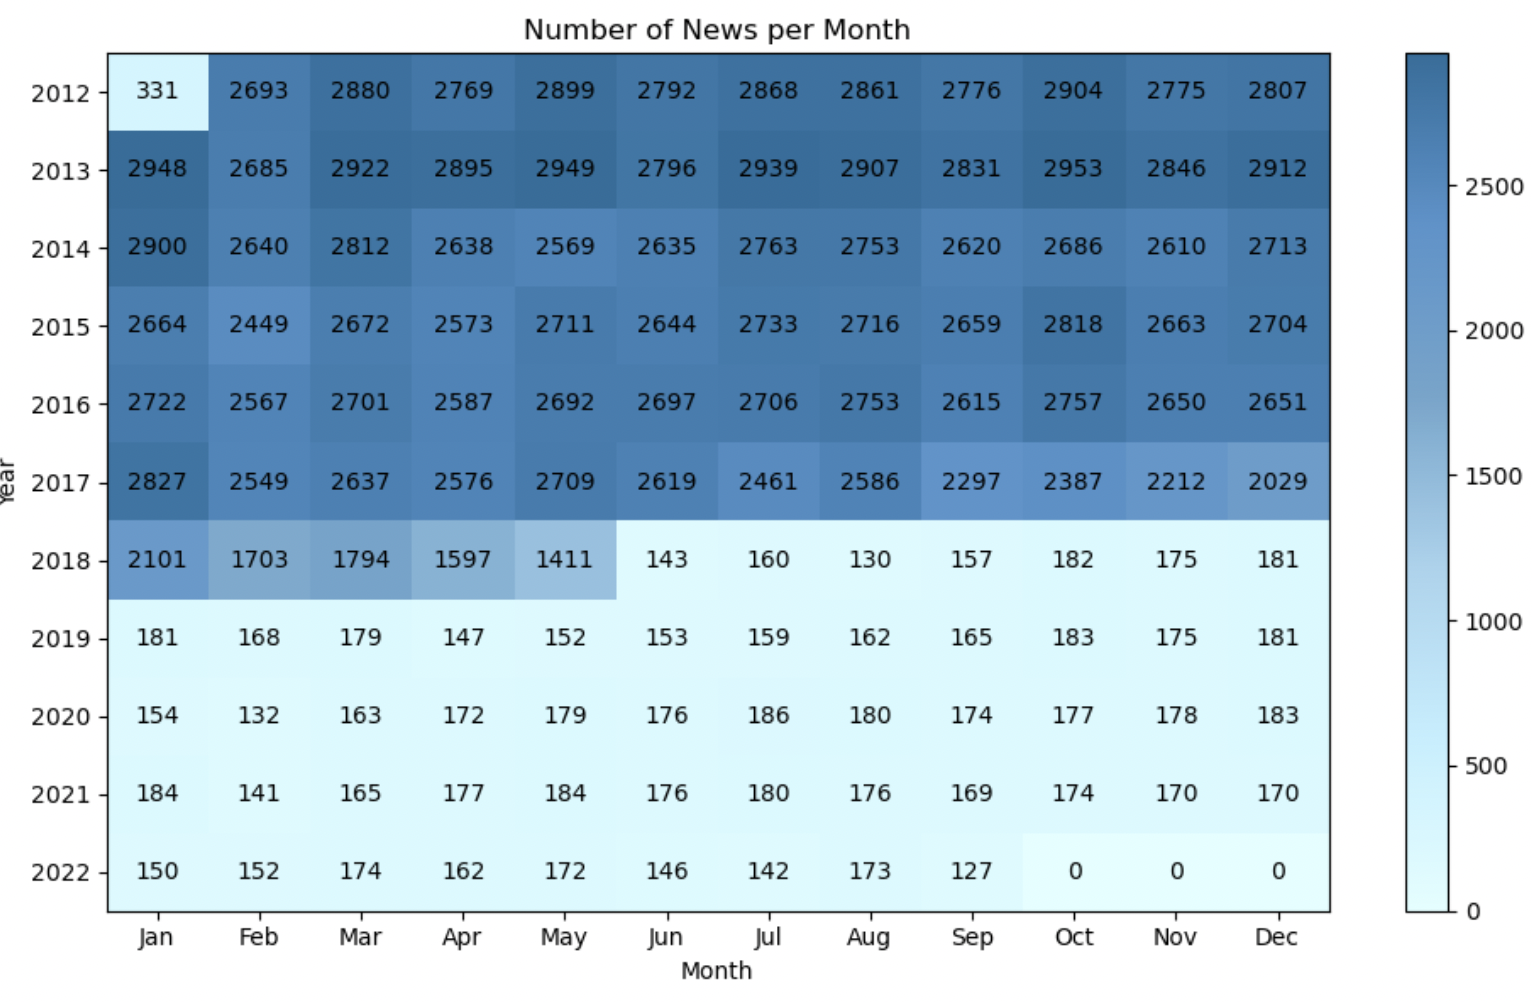 Number of News per Month
2012 331 2693 2880 2769 2899 2792 2868 2861 2776 2904 2775 2807
2013 2948 2685 2922 2895 2949 2796 2939 2907 2831 2953 2846 2912
2014 2900 2640 2812 2638 2569 2635 2763 2753 2620 2686 2610 2713
2015 2664 2449 2672 2573 2711 2644 2733 2716 2659 2818 2663 2704
2016 2722 2567 2701 2587 2692 2697 2706 2753 2615 2757 2650 2651
2017 2827 2549 2637 2576 2709 2619 2461 2586 2297 2387 2212 2029
2018 2101 1703 1794 1597 1411 143 160 130 157 182 175 181
2019 181 168 179 147 152 153 159 162 165 183 175 181
2020 154 132 163 172 179 176 186 180 174 177 178 183
2021 184 141 165 177 184 176 180 176 169 174 170 170
2022 150 152 174 162 172 146 142 173 127 0 0 0
Jan Feb Mar Apr May Jun Jul Aug Sep Oct Nov Dec
Month
Year
2500
2000
1500
1000
500
0